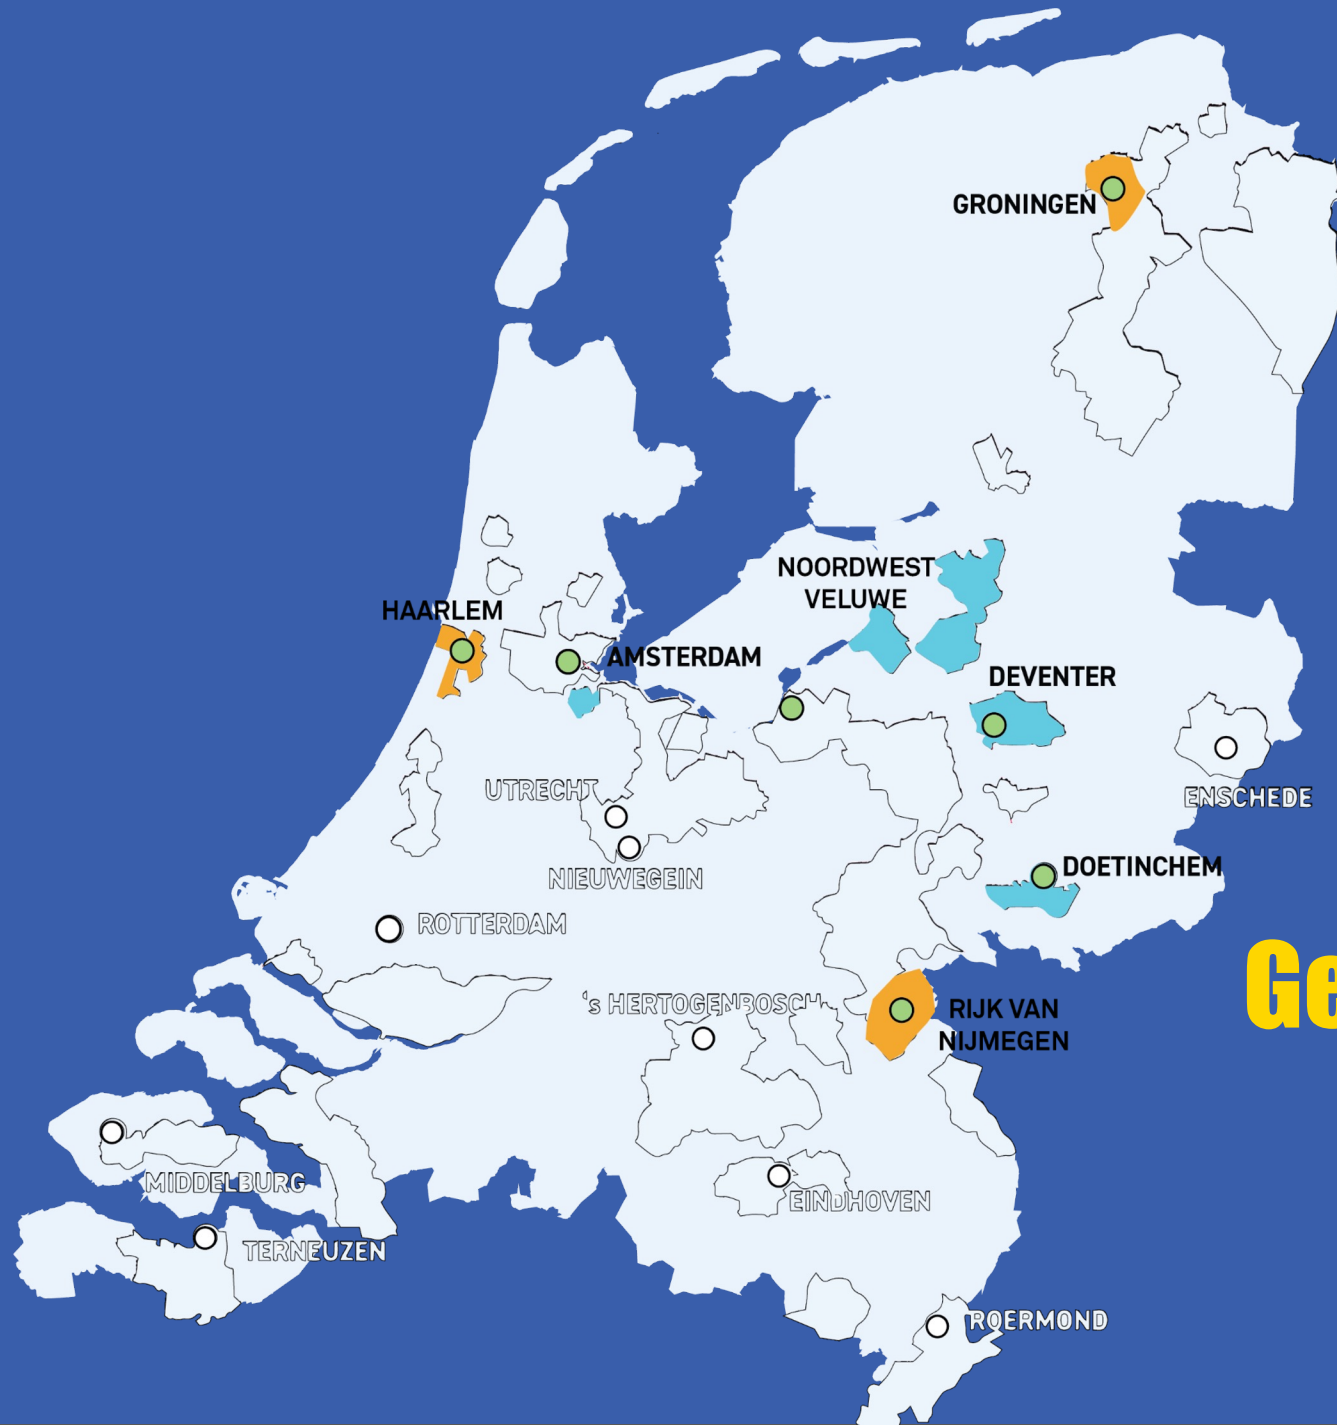 GRONINGEN
NOORDWEST
VELUWE
HAARLEM
AMSTERDAM
DEVENTER
UTRECHT
ENSCHEDE
NIEUWEGEIN
DOETINCHEM
ROTTERDAM
's HERTOGENBOSCH
RIJK VAN
NIJMEGEN
MIDDELBURG
EINDHOVEN
TERNEUZEN
ROERMOND